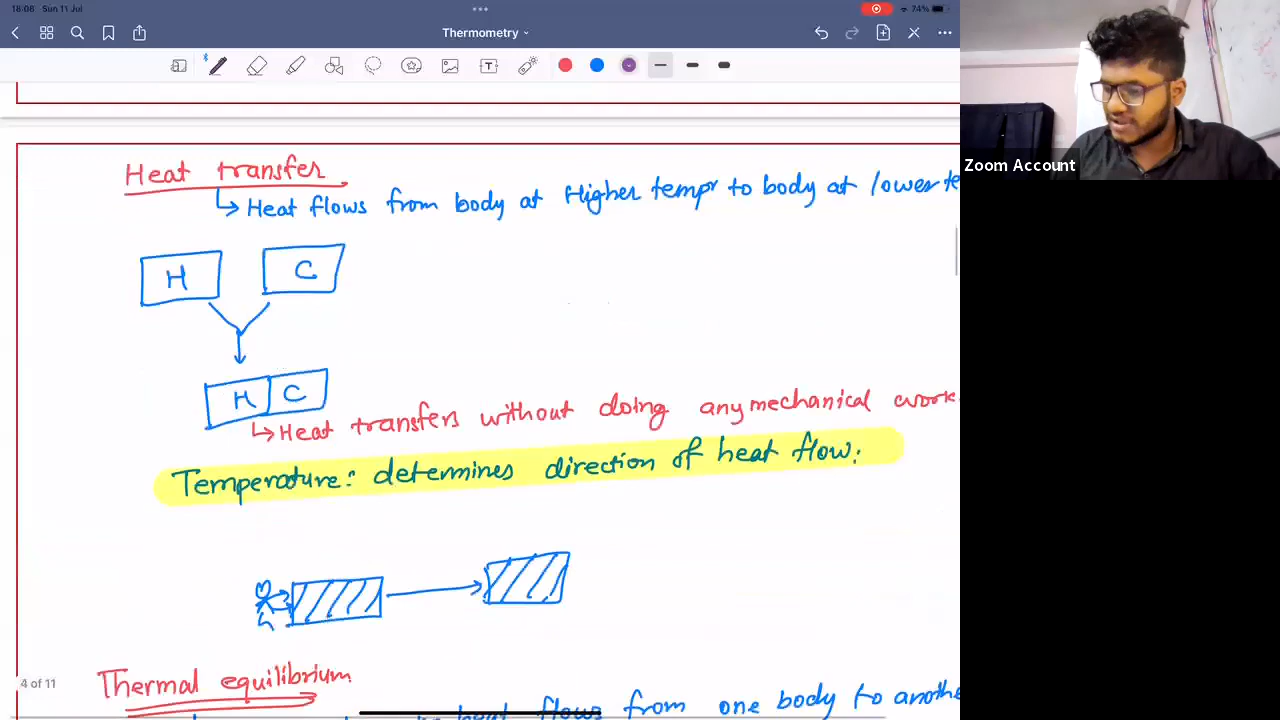 18:08 Sun 11 Jul
74%
Thermometry
Zoom Account
Heat transfer
Heat flows from body at Higher tempr to body at lower te
H
C
H C
Heat transfers without doing any mechanical work
Temperature: determines direction of heat flow.
Thermal equilibrium
4 of 11
heat flows from one body to anothe